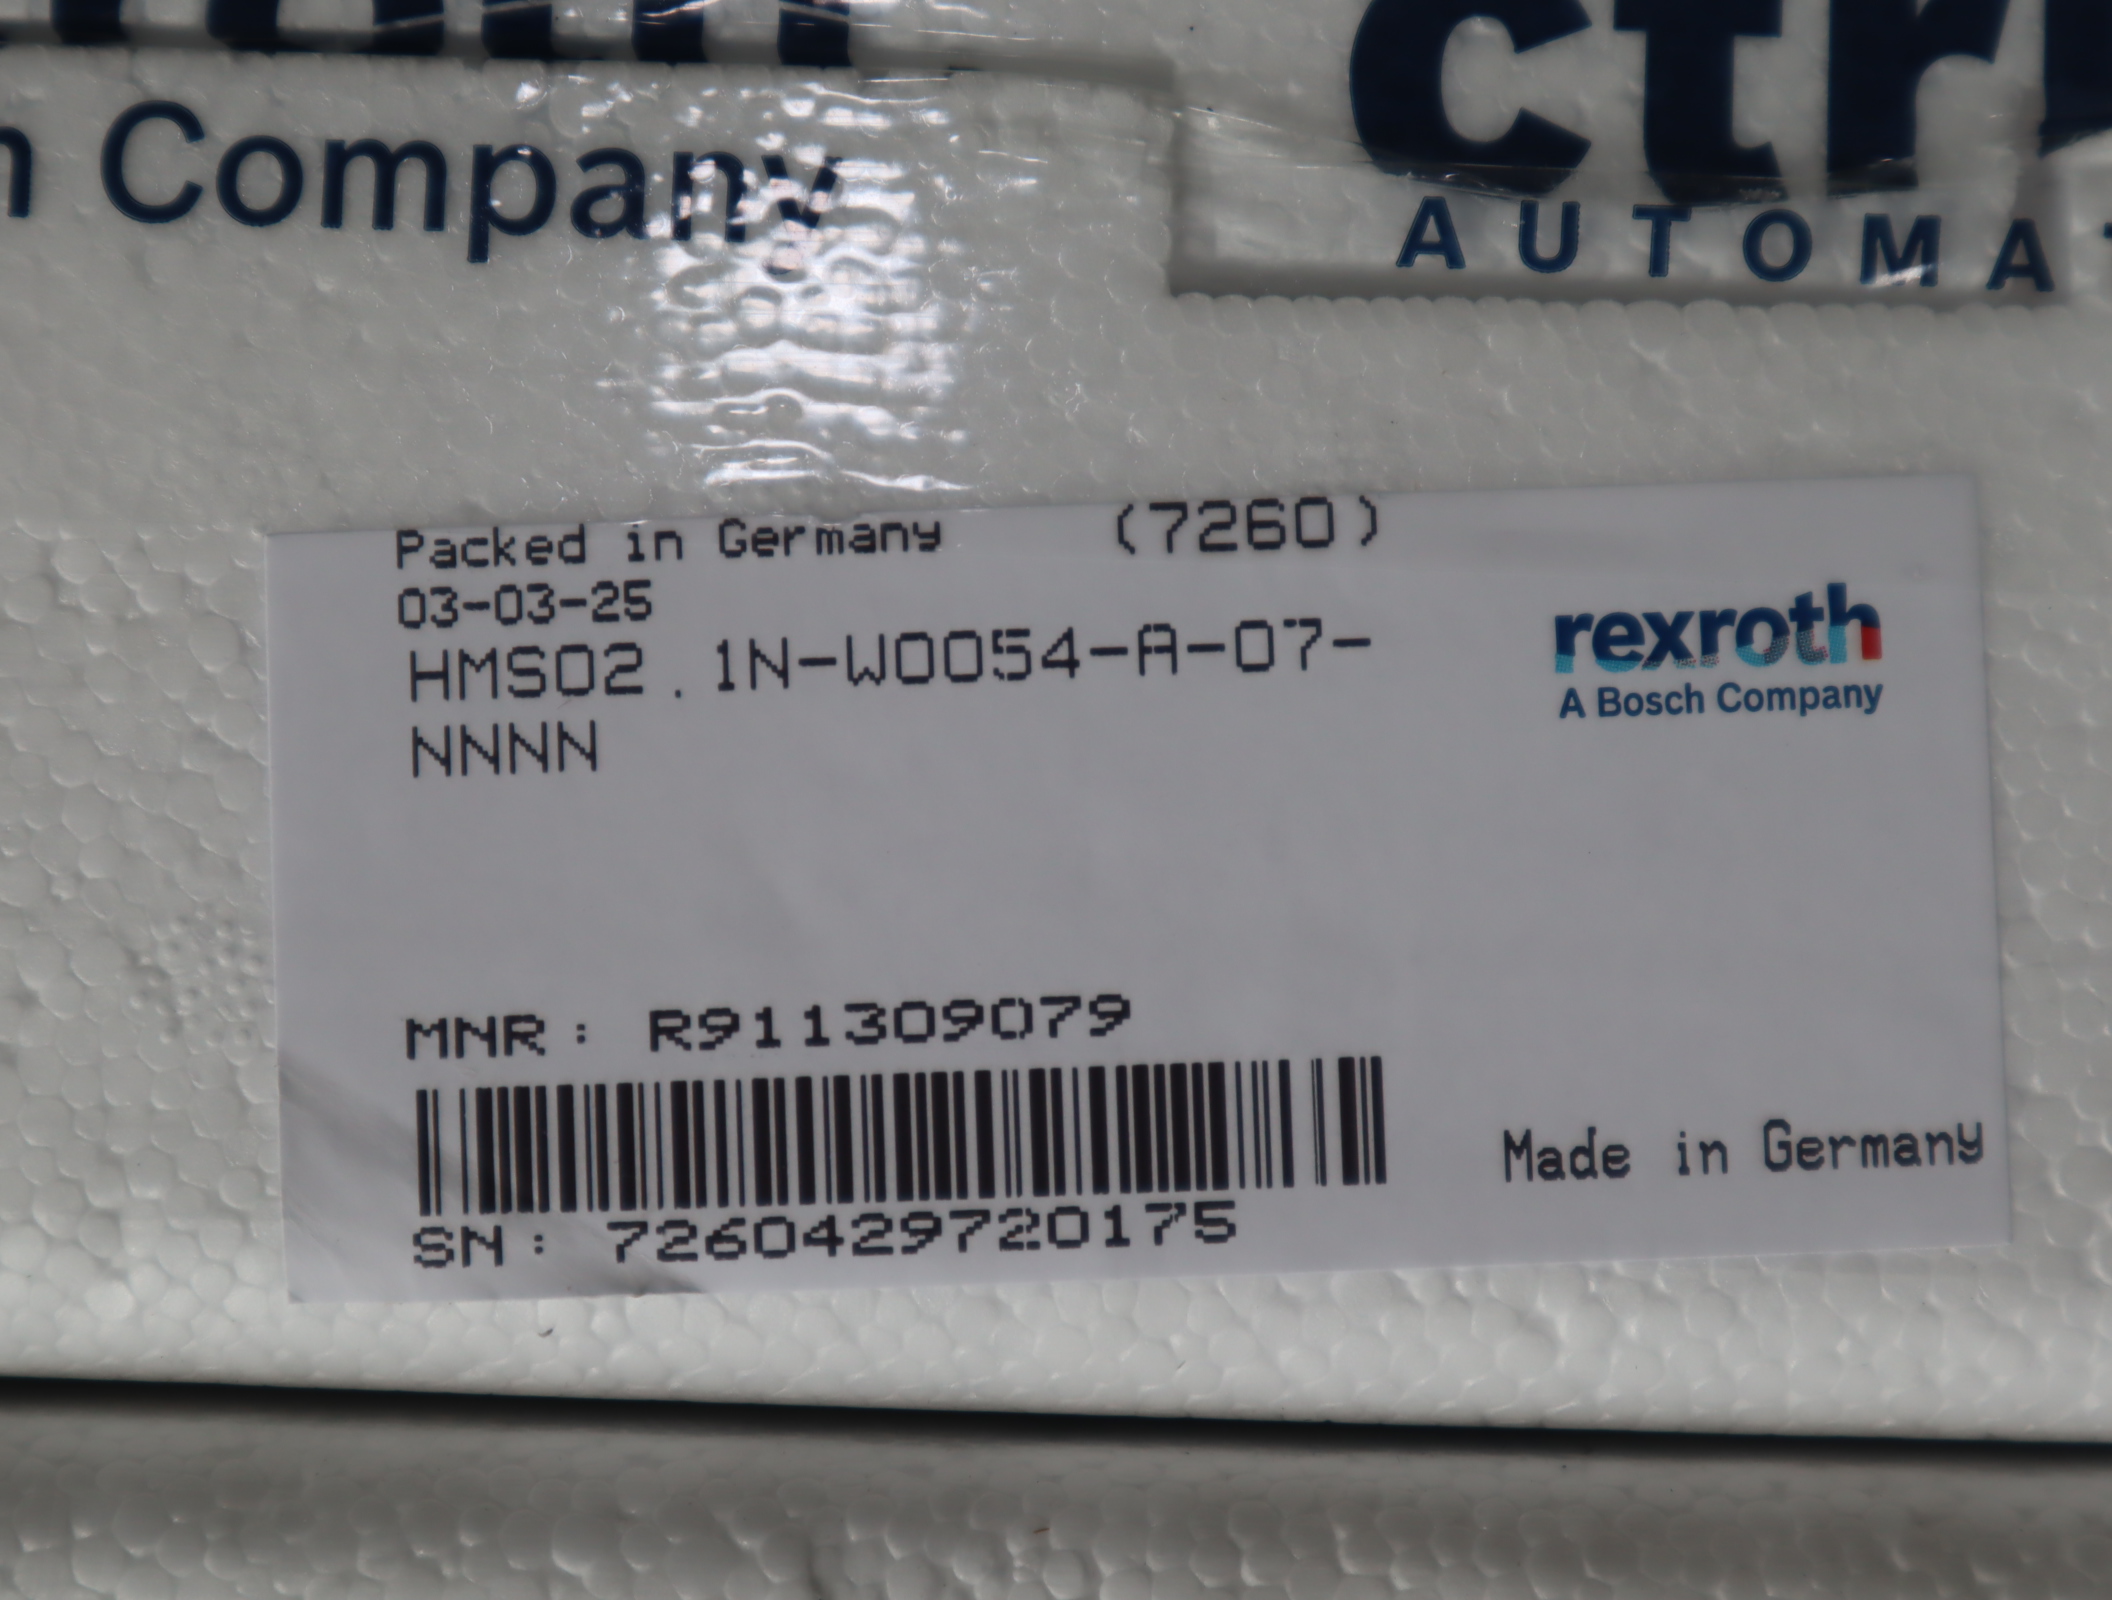 Company
AUTOMA
Packed in Germany (7260)
03-03-25
HMS02.1N-W0054-A-07-
NNNN
rexroth
A Bosch Company
MNR: R911309079
Made in Germany
SN: 7260429720175